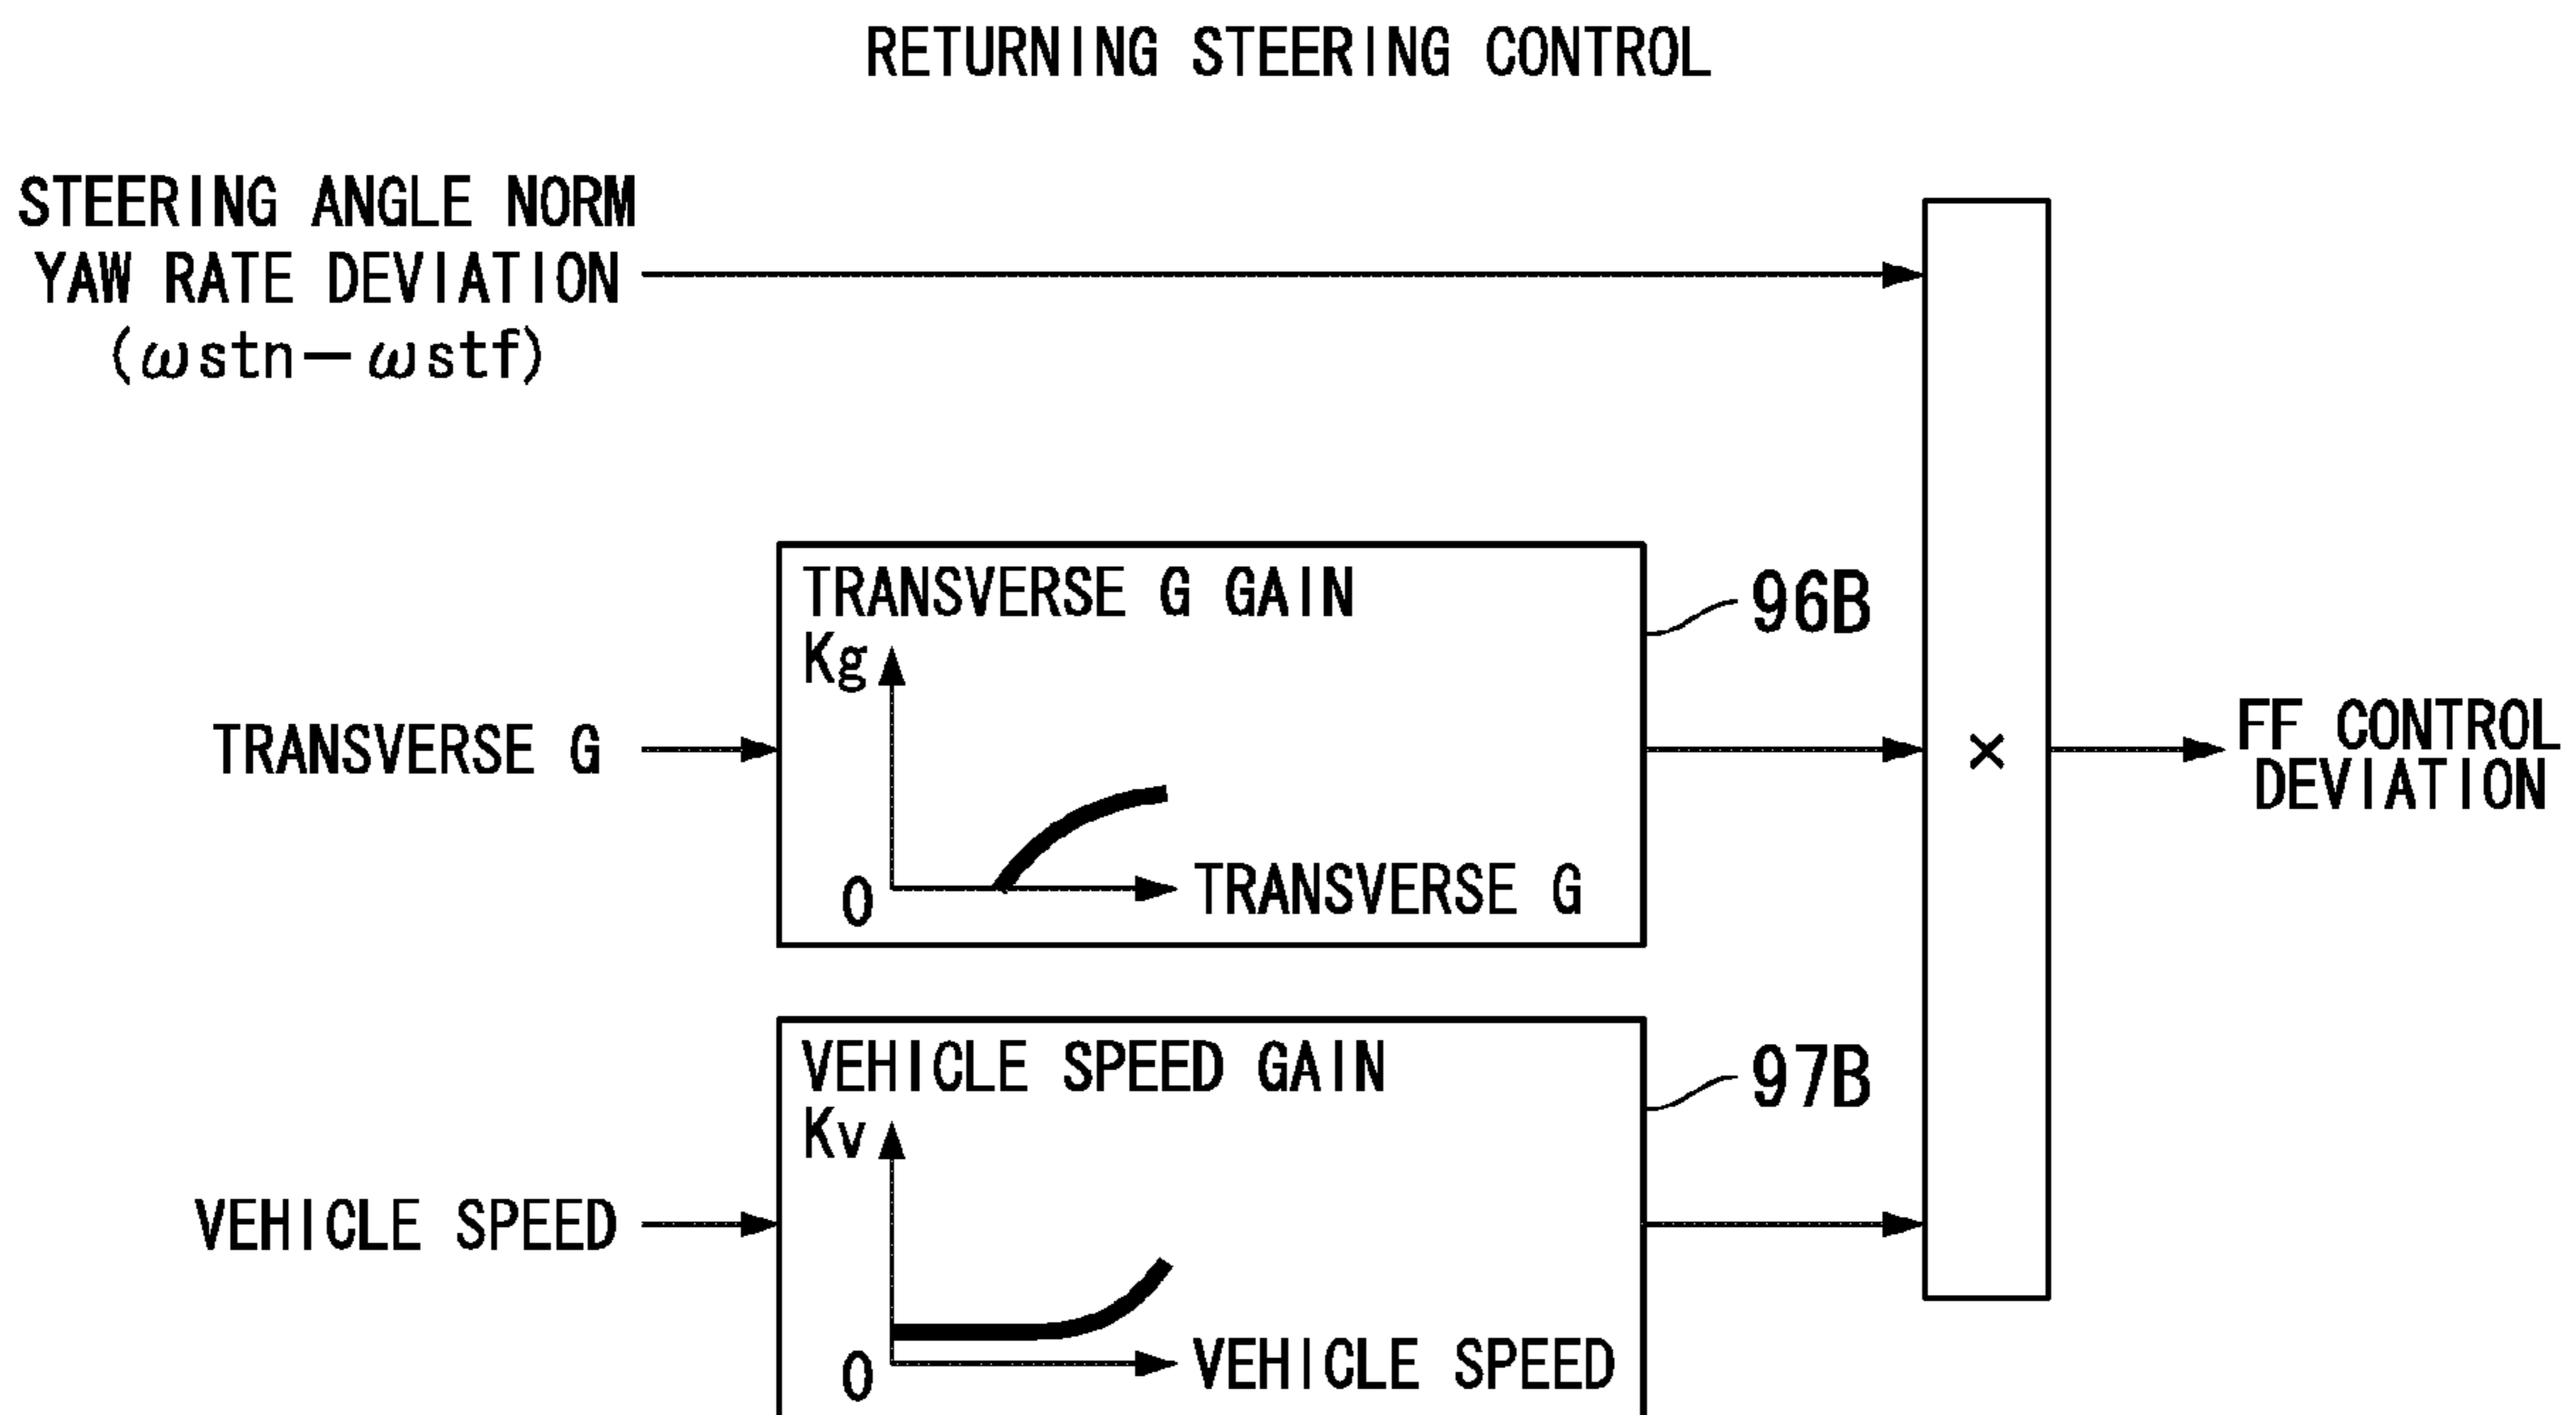 RETURNING STEERING CONTROL
STEERING ANGLE NORM
YAW RATE DEVIATION
(ωstn−ωstf)
TRANSVERSE G GAIN
96B
Kg
TRANSVERSE G
×
FF CONTROL
DEVIATION
0
TRANSVERSE G
VEHICLE SPEED GAIN
97B
Kv
VEHICLE SPEED
0
VEHICLE SPEED